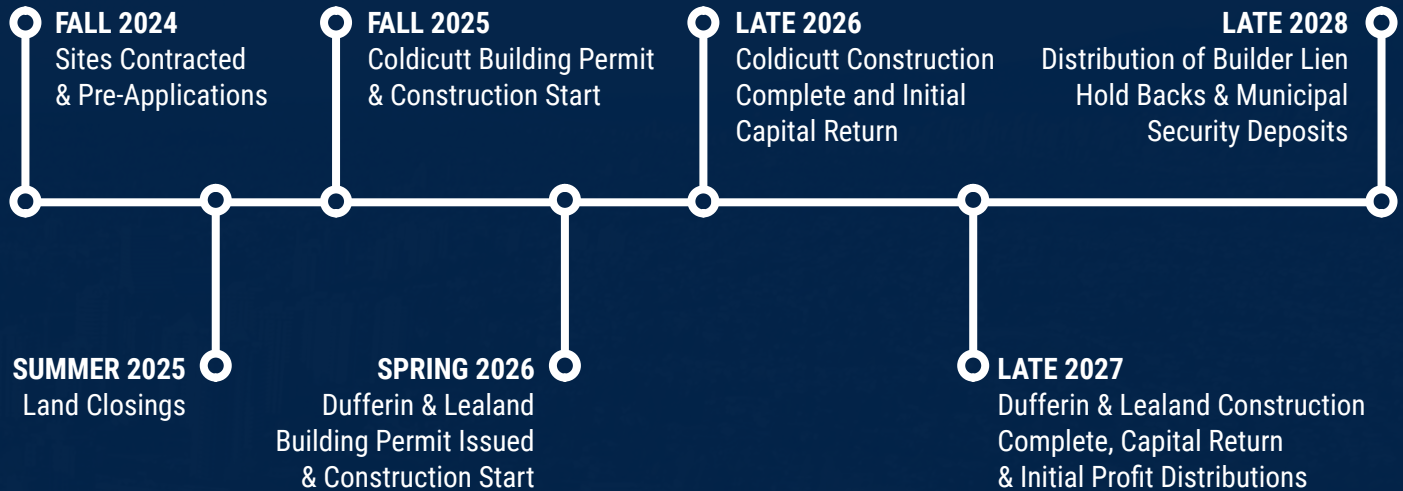 FALL 2024
Sites Contracted
& Pre-Applications
FALL 2025
Coldicutt Building Permit
& Construction Start
LATE 2026
Coldicutt Construction
Complete and Initial
Capital Return
LATE 2028
Distribution of Builder Lien
Hold Backs & Municipal
Security Deposits
SUMMER 2025
Land Closings
SPRING 2026
Dufferin & Lealand
Building Permit Issued
& Construction Start
LATE 2027
Dufferin & Lealand Construction
Complete, Capital Return
& Initial Profit Distributions